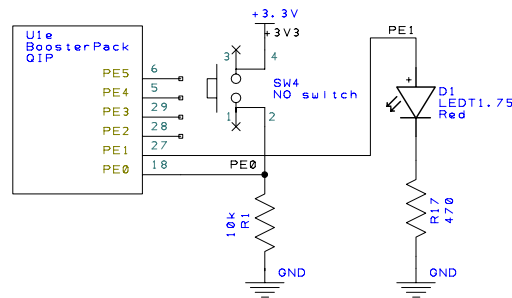 U1e
BoosterPack
QIP
PE5 6
PE4 5
PE3 29
PE2 28
PE1 27
PE0 18
+3.3V
+3V3
3
4
SW4
NO switch
1
2
PE0
PE1
+
D1
LEDT1.75
Red
10k
R1
R17
470
GND
GND